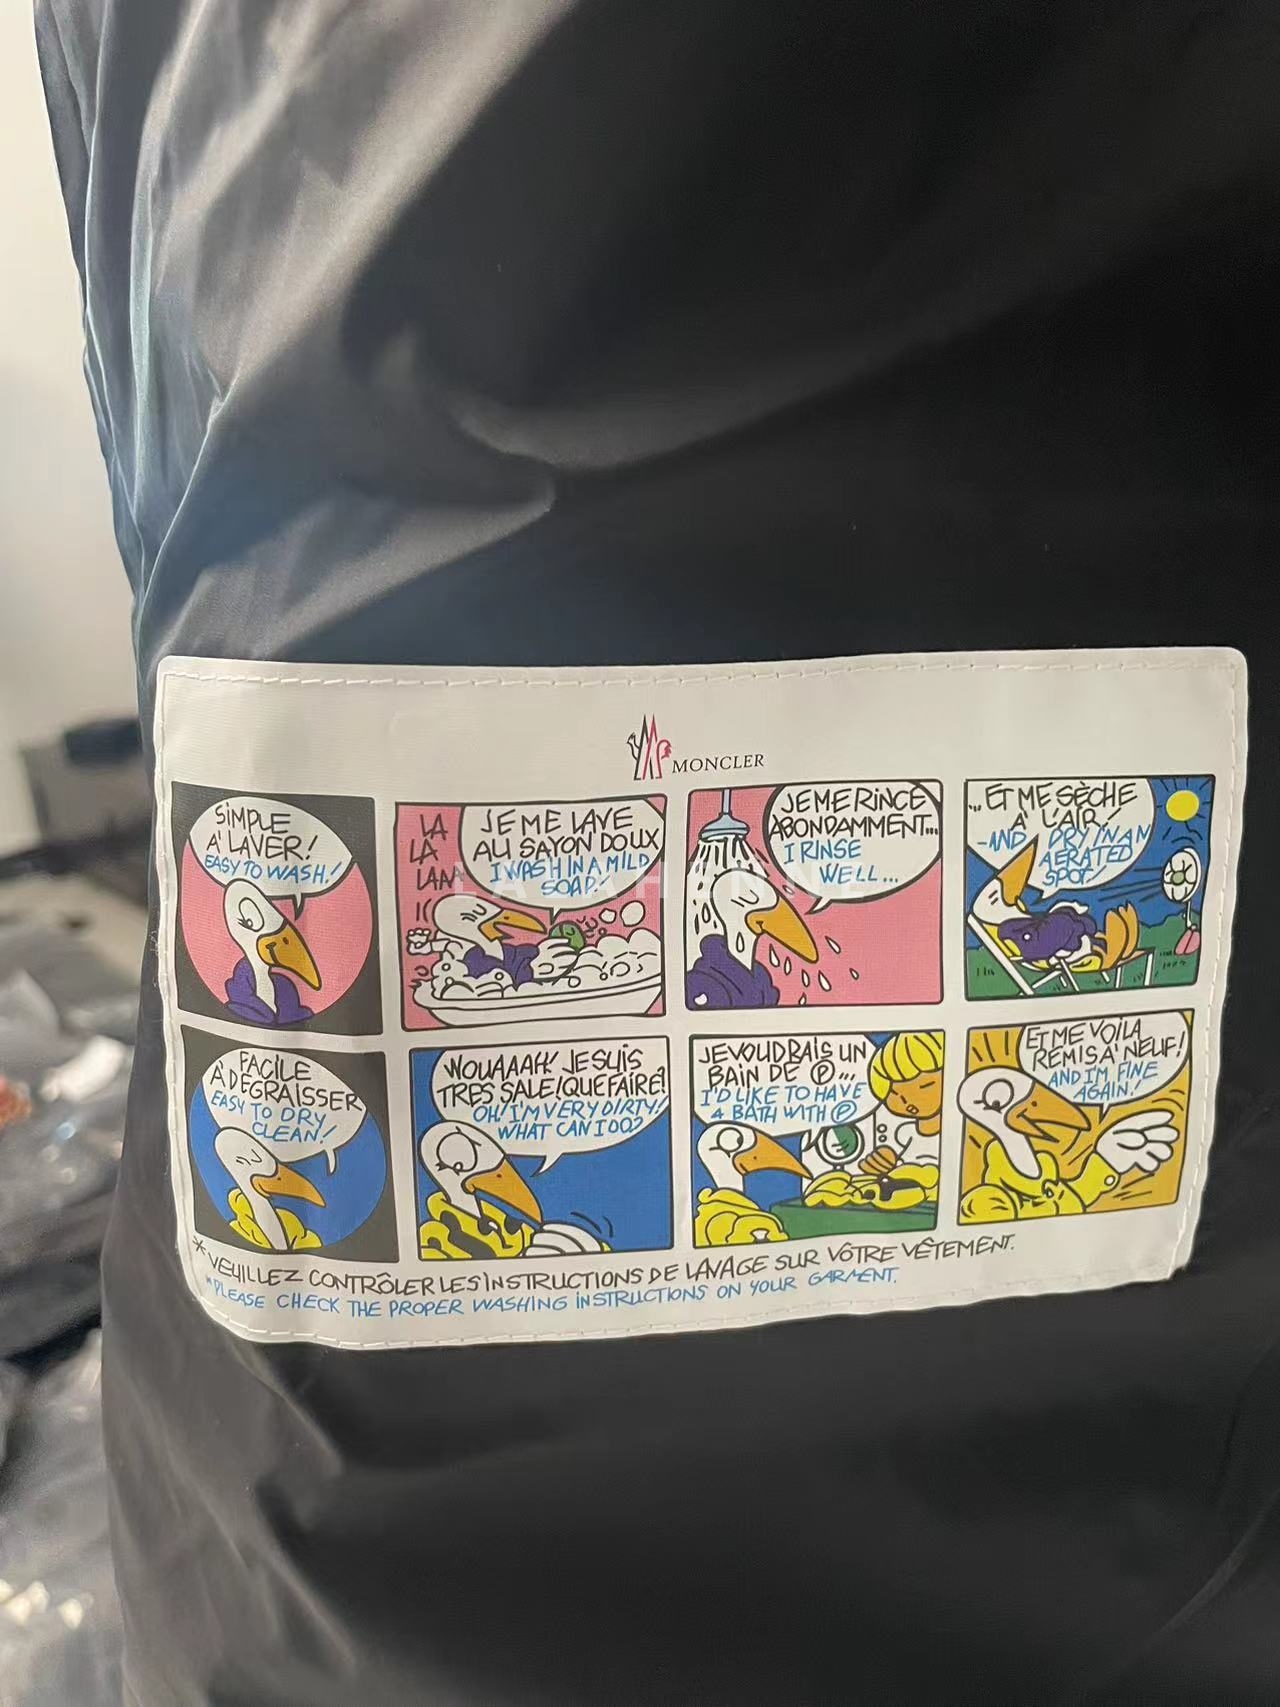 MONCLER
SIMPLE
À LAVER!
EASY TO WASH!
LA
LA
LAAA
JE ME LAVE
AU SAVON DOUX
I WASH IN A MILD
SOAP!
JE ME RINCE
ABONDAMMENT...
I RINSE
WELL...
... ET ME SÈCHE
À L'AIR!
-AND DRY IN AN
AERATED
SPOT!
FACILE
À DÉGRAISSER
EASY TO DRY
CLEAN!
WOUAAAH! JE SUIS
TRES SALE! QUE FAIRE?
OH! I'M VERY DIRTY!
WHAT CAN I DO?
JE VOUDRAIS UN
BAIN DE Ⓟ...
I'D LIKE TO HAVE
A BATH WITH Ⓟ
ET ME VOILA
REMIS A' NEUF!
AND I'M FINE
AGAIN!
*VEUILLEZ CONTRÔLER LES INSTRUCTIONS DE LAVAGE SUR VÔTRE VÊTEMENT.
*PLEASE CHECK THE PROPER WASHING INSTRUCTIONS ON YOUR GARMENT.